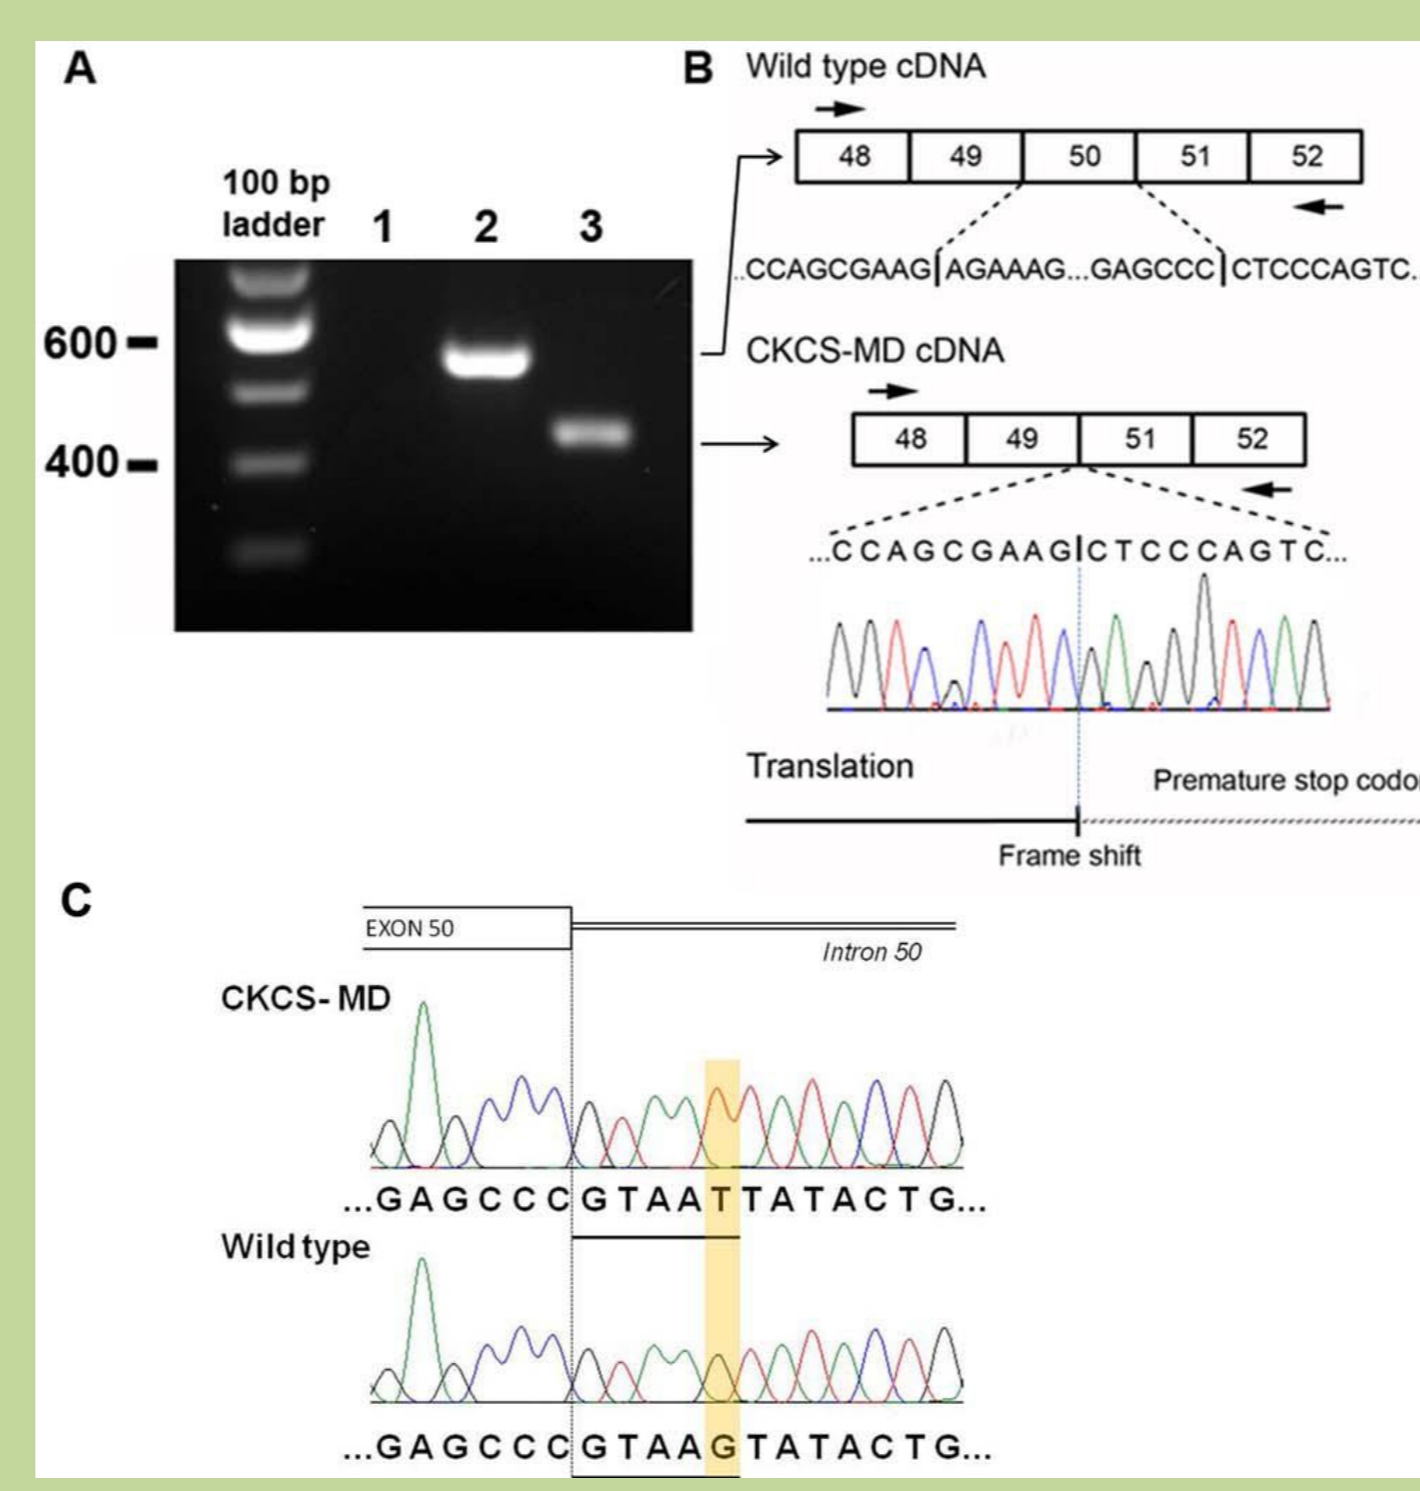 A
100 bp
ladder
1 2 3
600
400
B Wild type cDNA
48 49 50 51 52
..CCAGCGAAG|AGAAAG...GAGCCC|CTCCCAGTC..
CKCS-MD cDNA
48 49 51 52
...CCAGCGAAG|CTCCCAGTC...
Translation
Premature stop codo
Frame shift
C
EXON 50
Intron 50
CKCS-MD
...GAGCCCGTAATTATACTG...
Wild type
...GAGCCCGTAAGTATACTG...